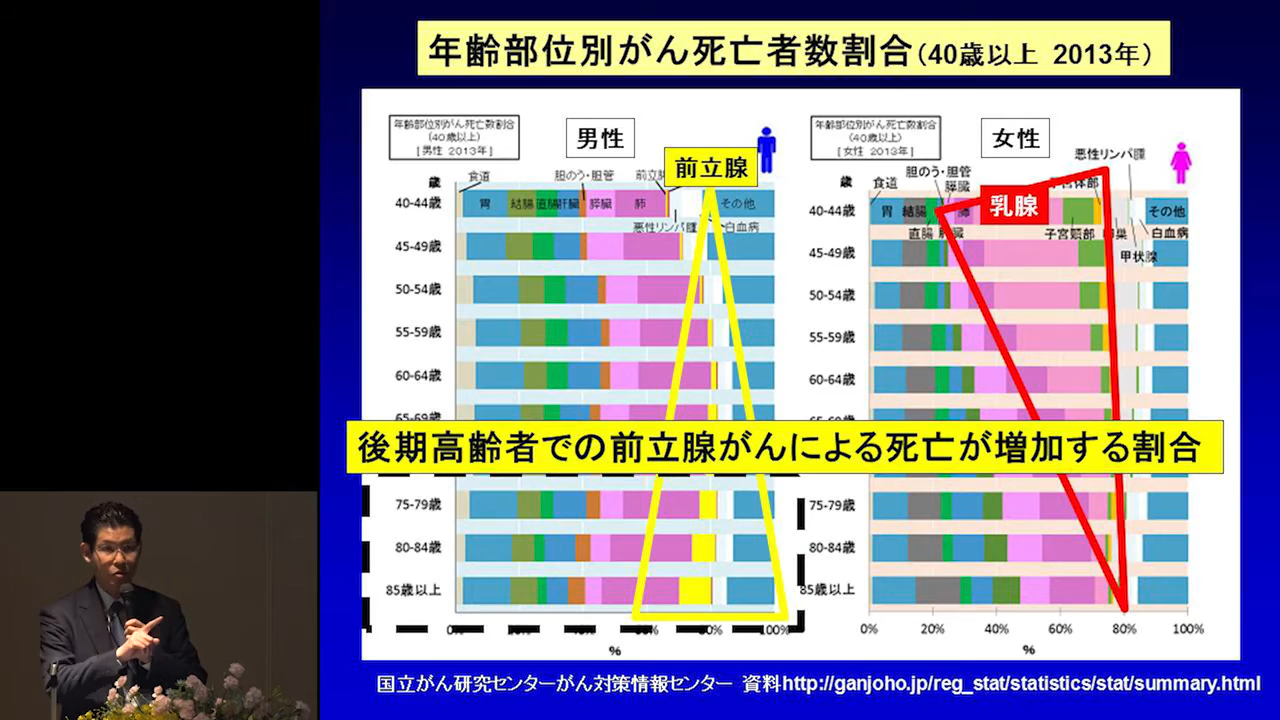 年齢部位別がん死亡者数割合(40歳以上 2013年)
年齢部位別がん死亡数割合
(40歳以上)
[ 男性 2013年 ]
男性
前立腺
歳
食道
胆のう・胆管
40-44歳
胃
結腸
直腸
肝臓
膵臓
肺
その他
悪性リンパ腫
白血病
45-49歳
50-54歳
55-59歳
60-64歳
65-69歳
75-79歳
80-84歳
85歳以上
20%
40%
60%
80%
100%
%
年齢部位別がん死亡数割合
(40歳以上)
[ 女性 2013年 ]
女性
悪性リンパ腫
胆のう・胆管
膵臓
歳
食道
子宮体部
乳腺
40-44歳
胃
結腸
肺
その他
直腸
肝臓
子宮頸部
卵巣
白血病
甲状腺
45-49歳
50-54歳
55-59歳
60-64歳
後期高齢者での前立腺がんによる死亡が増加する割合
75-79歳
80-84歳
85歳以上
0%
20%
40%
60%
80%
100%
%
国立がん研究センターがん対策情報センター 資料http://ganjoho.jp/reg_stat/statistics/stat/summary.html